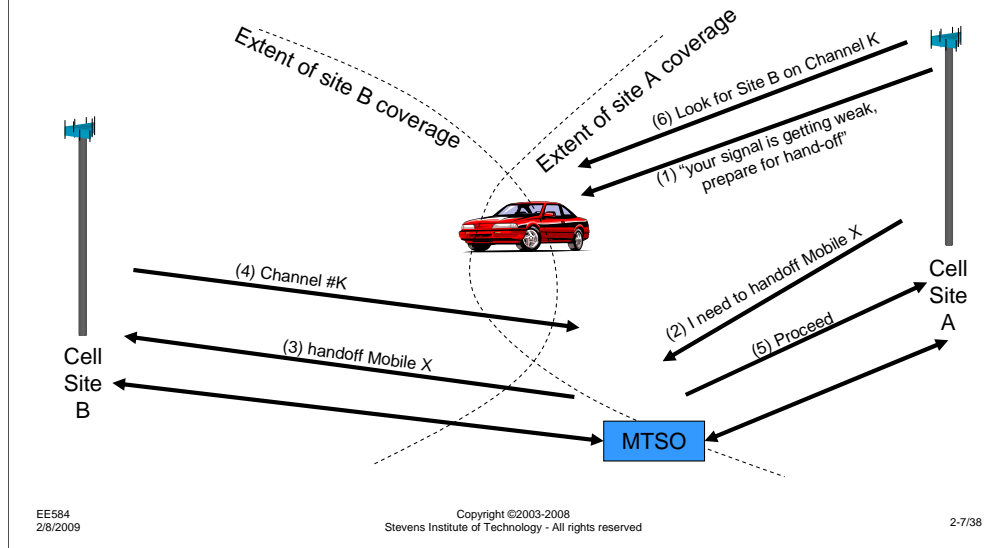 Extent of site B coverage
Extent of site A coverage
(6) Look for Site B on Channel K
(1) “your signal is getting weak,
prepare for hand-off”
(4) Channel #K
(2) I need to handoff Mobile X
(5) Proceed
(3) handoff Mobile X
Cell
Site
B
Cell
Site
A
MTSO
EE584
2/8/2009
Copyright ©2003-2008
Stevens Institute of Technology - All rights reserved
2-7/38